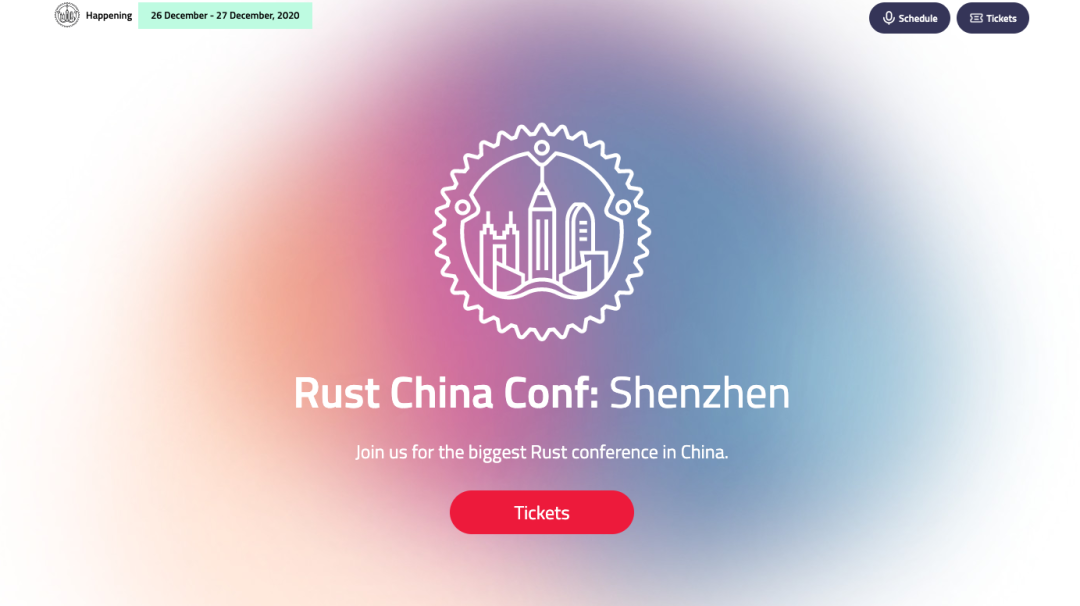 Happening
26 December - 27 December, 2020
Schedule
Tickets
Rust China Conf: Shenzhen
Join us for the biggest Rust conference in China.
Tickets